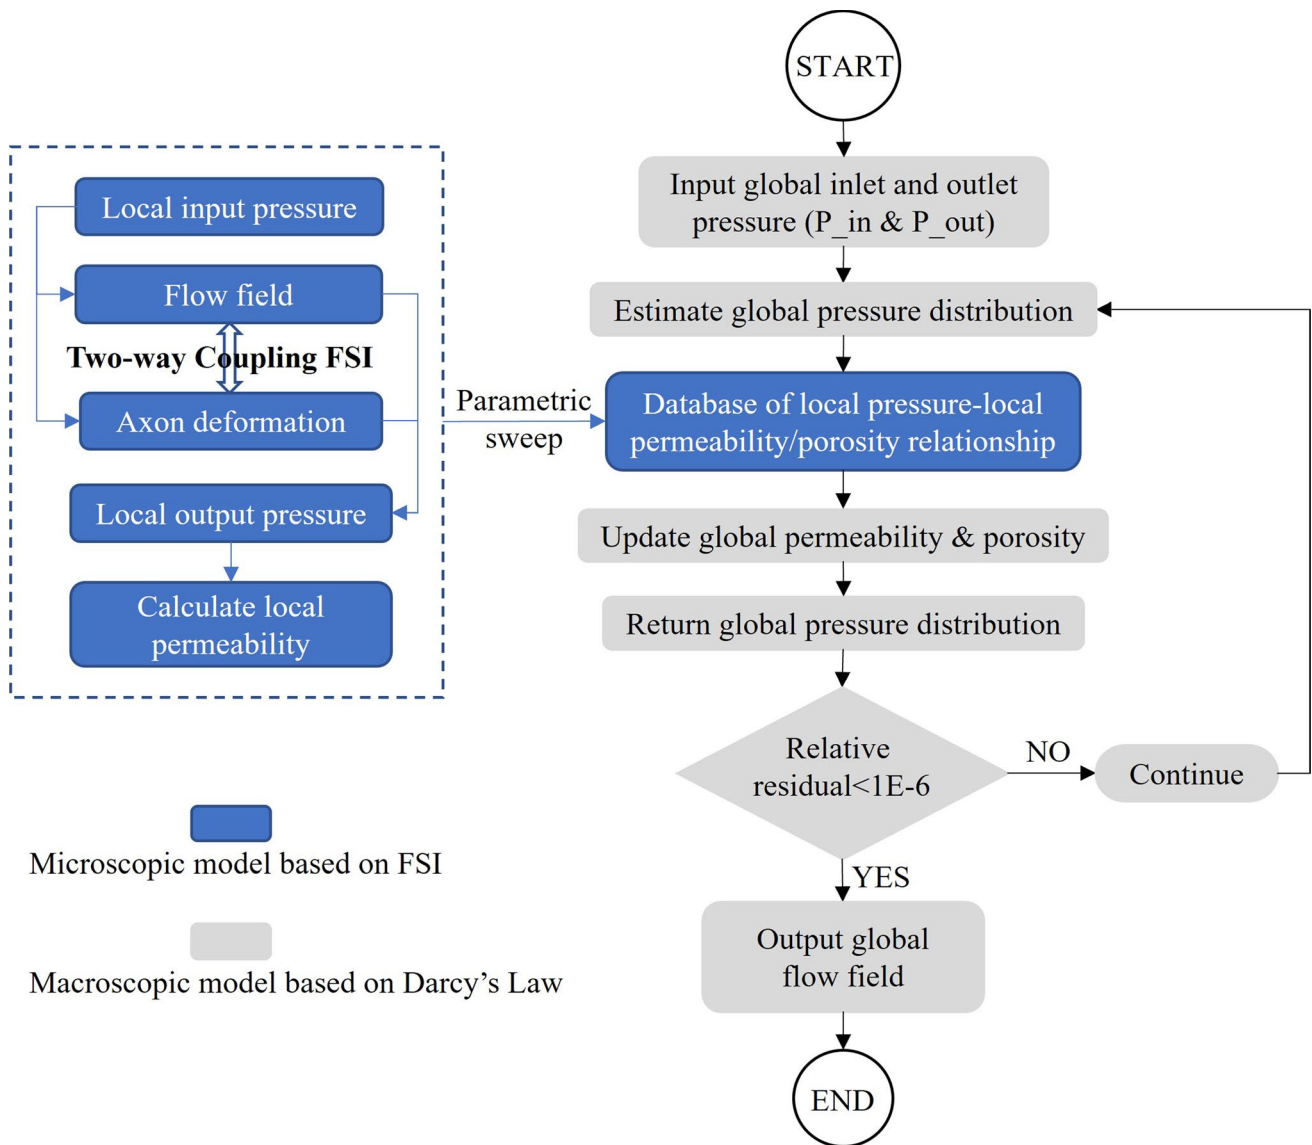 START
Input global inlet and outlet
pressure (P_in & P_out)
Estimate global pressure distribution
Local input pressure
Flow field
Two-way Coupling FSI
Axon deformation
Local output pressure
Calculate local
permeability
Parametric
sweep
Database of local pressure-local
permeability/porosity relationship
Update global permeability & porosity
Return global pressure distribution
Relative
residual<1E-6
NO
Continue
YES
Output global
flow field
END
Microscopic model based on FSI
Macroscopic model based on Darcy’s Law